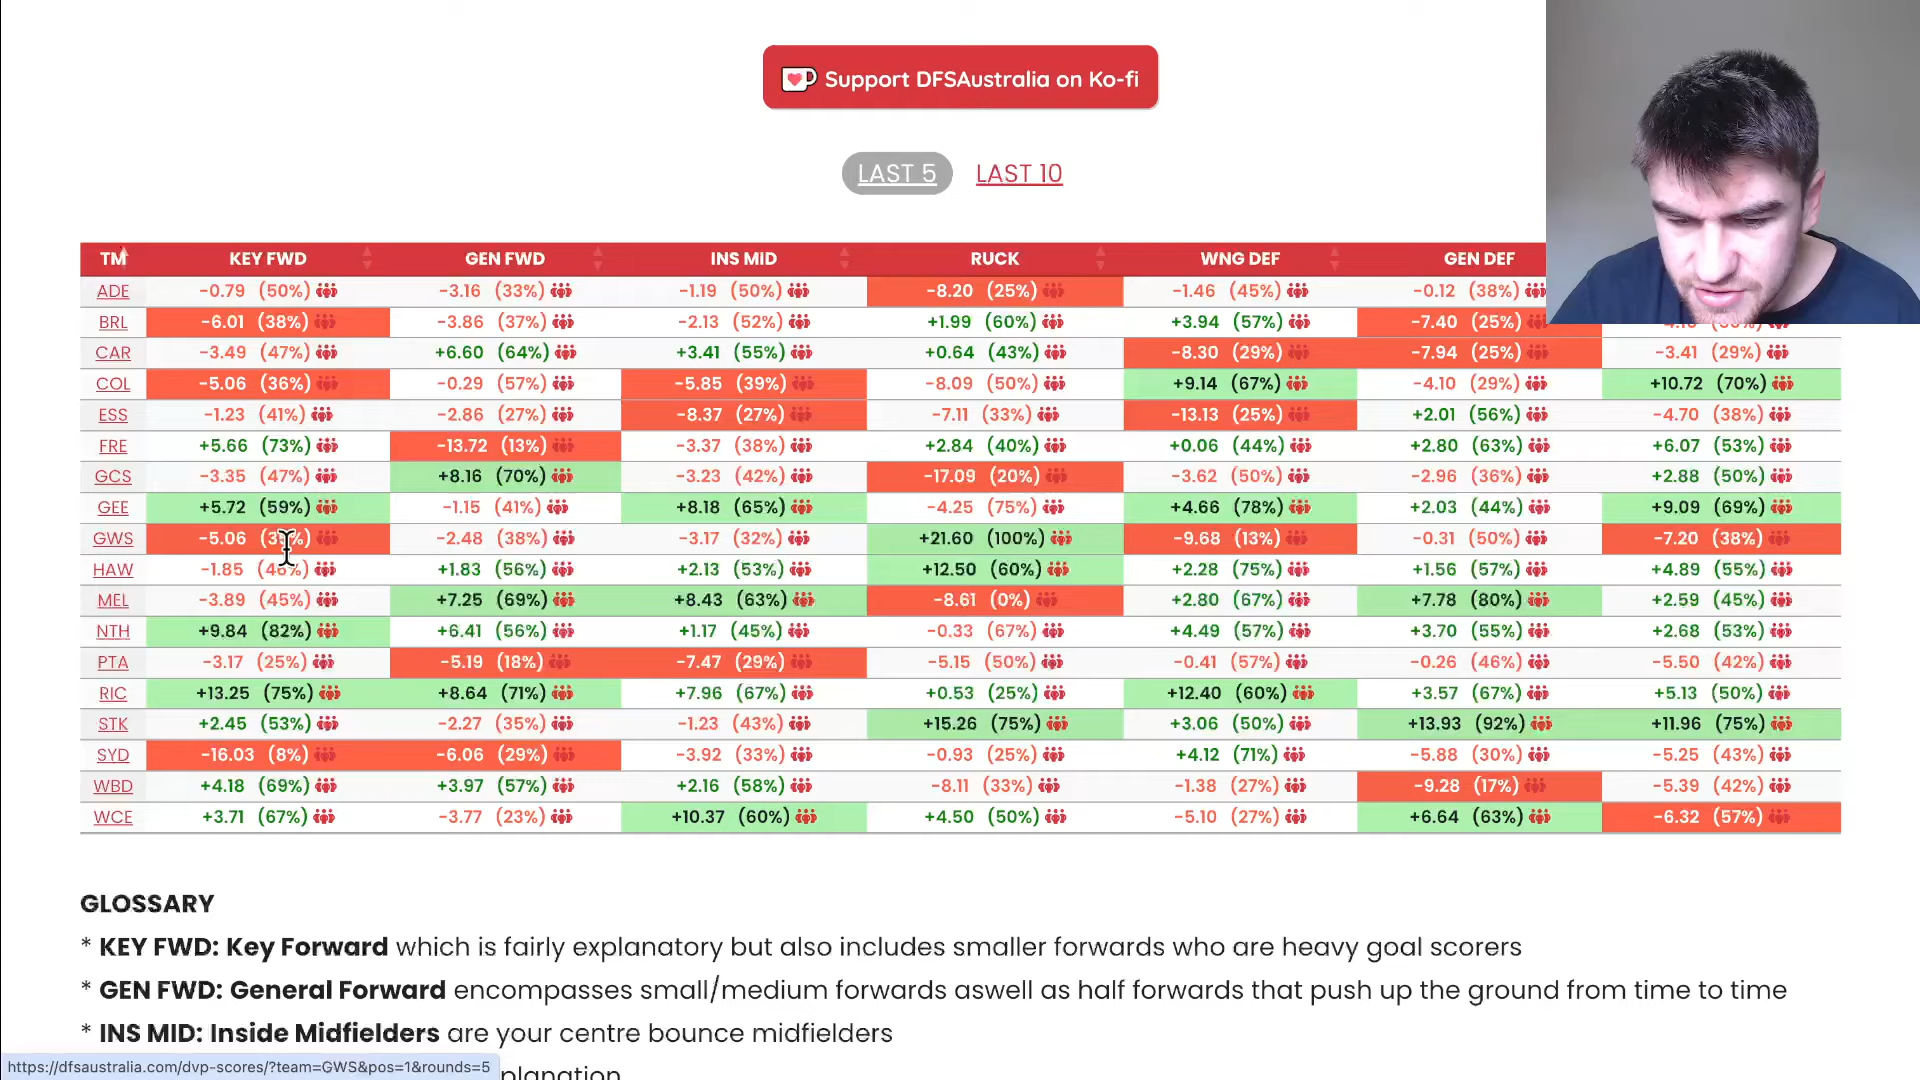 Support DFSAustralia on Ko-fi
LAST 5 LAST 10
TM KEY FWD GEN FWD INS MID RUCK WNG DEF GEN DEF
ADE -0.79 (50%) -3.16 (33%) -1.19 (50%) -8.20 (25%) -1.46 (45%) -0.12 (38%)
BRL -6.01 (38%) -3.86 (37%) -2.13 (52%) +1.99 (60%) +3.94 (57%) -7.40 (25%)
CAR -3.49 (47%) +6.60 (64%) +3.41 (55%) +0.64 (43%) -8.30 (29%) -7.94 (25%) -3.41 (29%)
COL -5.06 (36%) -0.29 (57%) -5.85 (39%) -8.09 (50%) +9.14 (67%) -4.10 (29%) +10.72 (70%)
ESS -1.23 (41%) -2.86 (27%) -8.37 (27%) -7.11 (33%) -13.13 (25%) +2.01 (56%) -4.70 (38%)
FRE +5.66 (73%) -13.72 (13%) -3.37 (38%) +2.84 (40%) +0.06 (44%) +2.80 (63%) +6.07 (53%)
GCS -3.35 (47%) +8.16 (70%) -3.23 (42%) -17.09 (20%) -3.62 (50%) -2.96 (36%) +2.88 (50%)
GEE +5.72 (59%) -1.15 (41%) +8.18 (65%) -4.25 (75%) +4.66 (78%) +2.03 (44%) +9.09 (69%)
GWS -5.06 -2.48 (38%) -3.17 (32%) +21.60 (100%) -9.68 (13%) -0.31 (50%) -7.20 (38%)
HAW -1.85 (46%) +1.83 (56%) +2.13 (53%) +12.50 (60%) +2.28 (75%) +1.56 (57%) +4.89 (55%)
MEL -3.89 (45%) +7.25 (69%) +8.43 (63%) -8.61 (0%) +2.80 (67%) +7.78 (80%) +2.59 (45%)
NTH +9.84 (82%) +6.41 (56%) +1.17 (45%) -0.33 (67%) +4.49 (57%) +3.70 (55%) +2.68 (53%)
PTA -3.17 (25%) -5.19 (18%) -7.47 (29%) -5.15 (50%) -0.41 (57%) -0.26 (46%) -5.50 (42%)
RIC +13.25 (75%) +8.64 (71%) +7.96 (67%) +0.53 (25%) +12.40 (60%) +3.57 (67%) +5.13 (50%)
STK +2.45 (53%) -2.27 (35%) -1.23 (43%) +15.26 (75%) +3.06 (50%) +13.93 (92%) +11.96 (75%)
SYD -16.03 (8%) -6.06 (29%) -3.92 (33%) -0.93 (25%) +4.12 (71%) -5.88 (30%) -5.25 (43%)
WBD +4.18 (69%) +3.97 (57%) +2.16 (58%) -8.11 (33%) -1.38 (27%) -9.28 (17%) -5.39 (42%)
WCE +3.71 (67%) -3.77 (23%) +10.37 (60%) +4.50 (50%) -5.10 (27%) +6.64 (63%) -6.32 (57%)
GLOSSARY
* KEY FWD: Key Forward which is fairly explanatory but also includes smaller forwards who are heavy goal scorers
* GEN FWD: General Forward encompasses small/medium forwards aswell as half forwards that push up the ground from time to time
* INS MID: Inside Midfielders are your centre bounce midfielders
https://dfsaustralia.com/dvp-scores/?team=GWS&pos=1&rounds=5